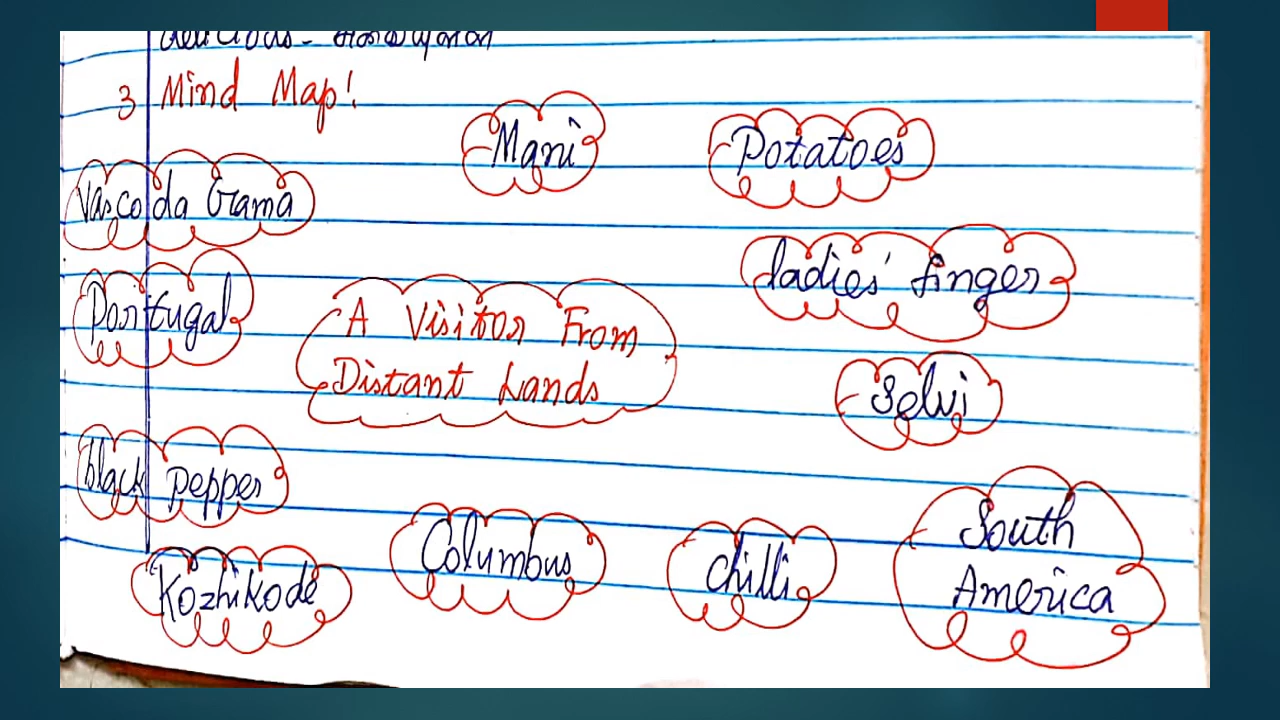 3 Mind Map!
Mani
Potatoes
Vasco da Gama
ladies' finger
Portugal
A Visitor From
Distant Lands
Selvi
black pepper
South
America
Columbus
chilli
Kozhikode